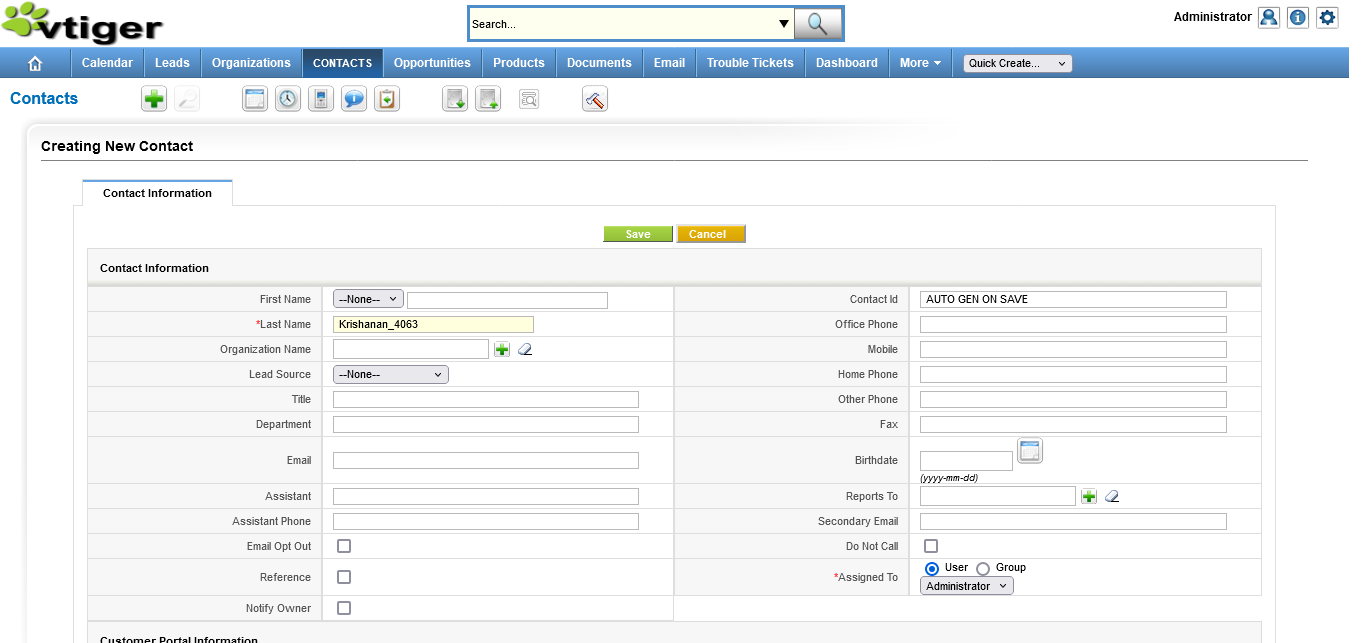 vtiger
Search...
Administrator
Calendar Leads Organizations CONTACTS Opportunities Products Documents Email Trouble Tickets Dashboard More Quick Create...
Contacts
Creating New Contact
Contact Information
Save Cancel
Contact Information
First Name --None-- Contact Id AUTO GEN ON SAVE
*Last Name Krishanan_4063 Office Phone
Organization Name Mobile
Lead Source --None-- Home Phone
Title Other Phone
Department Fax
Email Birthdate
(yyyy-mm-dd)
Assistant Reports To
Assistant Phone Secondary Email
Email Opt Out Do Not Call
Reference *Assigned To User Group
Administrator
Notify Owner
Customer Portal Information